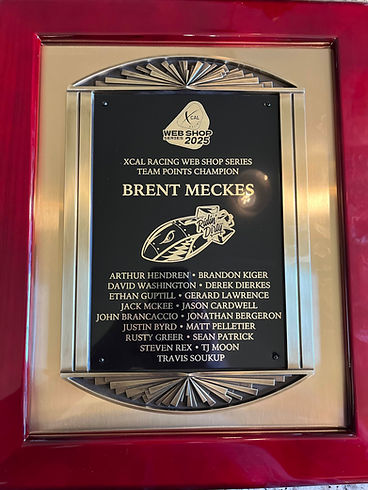 XCAL
WEB SHOP
SERIES 2025
XCAL RACING WEB SHOP SERIES
TEAM POINTS CHAMPION
BRENT MECKES
Dirty
ARTHUR HENDREN • BRANDON KIGER
DAVID WASHINGTON • DEREK DIERKES
ETHAN GUPTILL • GERARD LAWRENCE
JACK MCKEE • JASON CARDWELL
JOHN BRANCACCIO • JONATHAN BERGERON
JUSTIN BYRD • MATT PELLETIER
RUSTY GREER • SEAN PATRICK
STEVEN REX • TJ MOON
TRAVIS SOUKUP